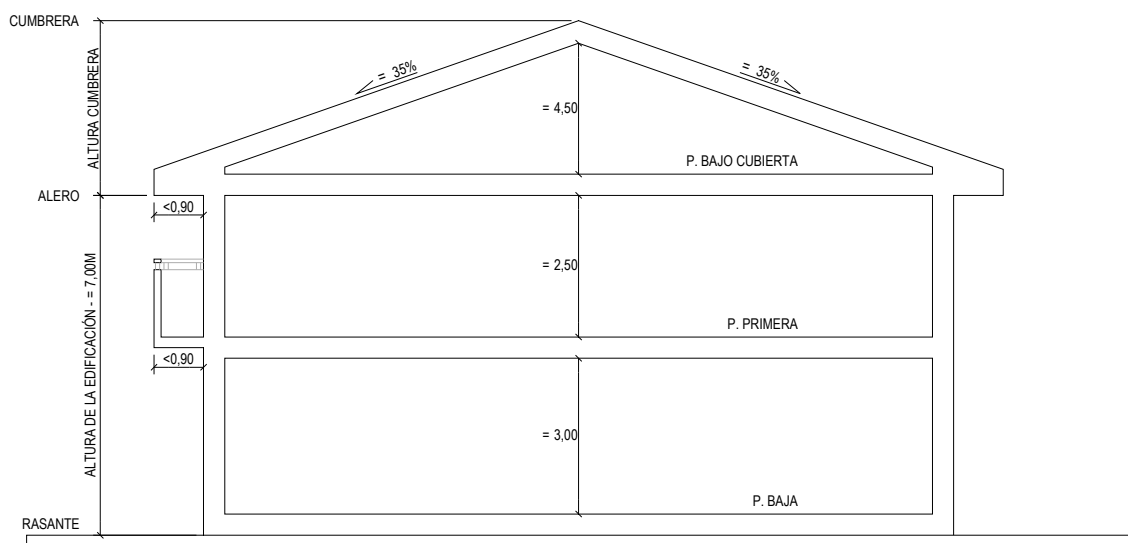 CUMBRERA
ALTURA CUMBRERA
= 35%
= 35%
= 4,50
P. BAJO CUBIERTA
ALERO
<0,90
= 2,50
ALTURA DE LA EDIFICACIÓN - = 7,00M
P. PRIMERA
<0,90
= 3,00
P. BAJA
RASANTE